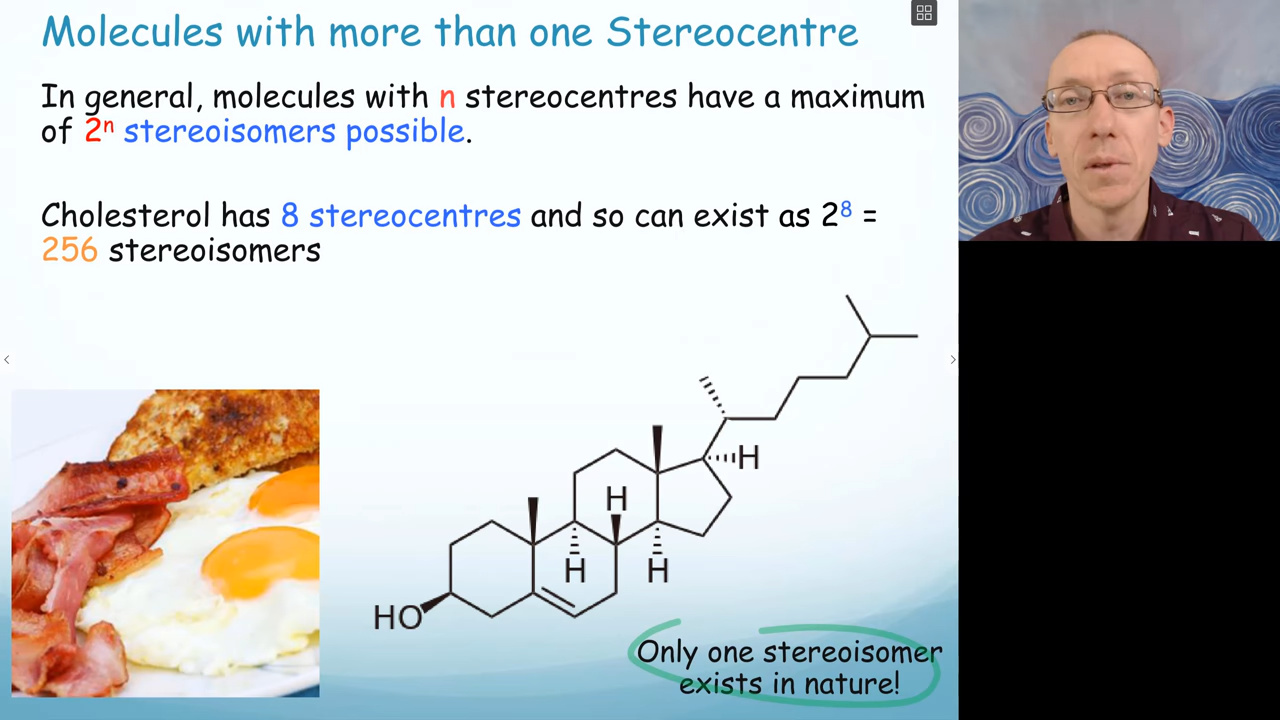 Molecules with more than one Stereocentre
In general, molecules with n stereocentres have a maximum
of 2ⁿ stereoisomers possible.
Cholesterol has 8 stereocentres and so can exist as 2⁸ =
256 stereoisomers
H
H
H
H
HO
Only one stereoisomer
exists in nature!